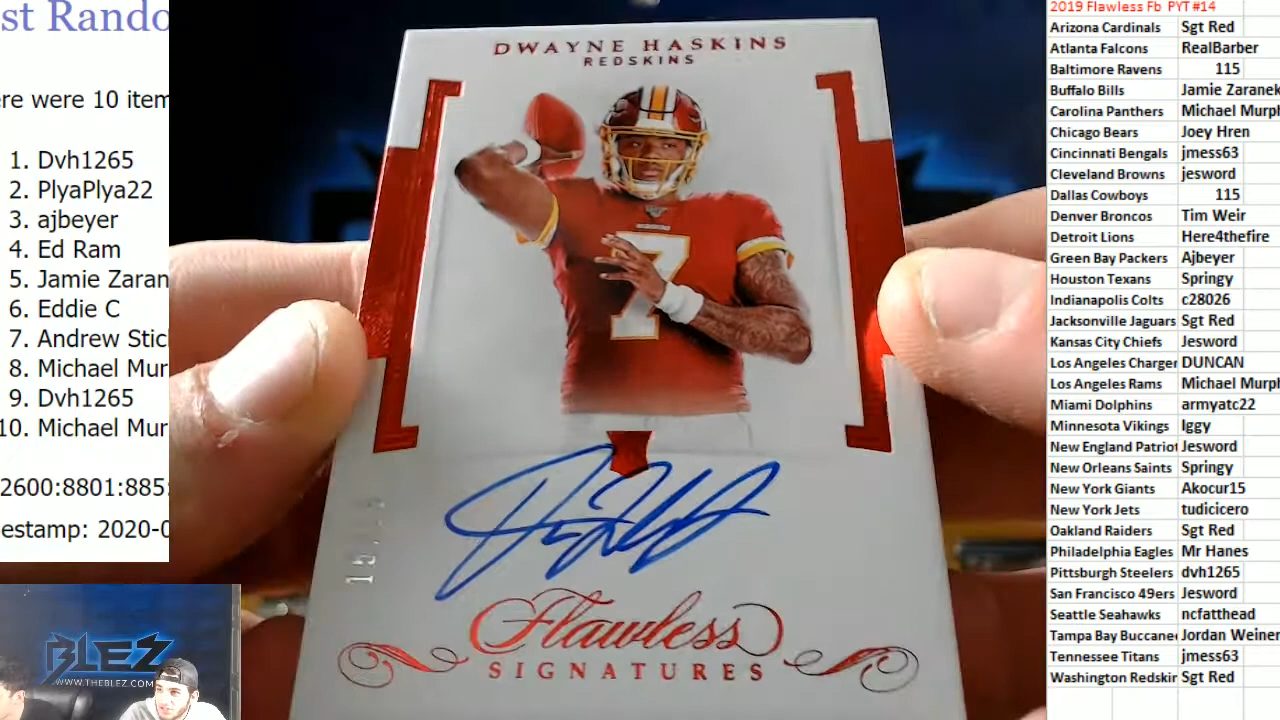 st Rando
ere were 10 item
1. Dvh1265
2. PlyaPlya22
3. ajbeyer
4. Ed Ram
5. Jamie Zaran
6. Eddie C
7. Andrew Stic
8. Michael Mur
9. Dvh1265
10. Michael Mur
2600:8801:885:
estamp: 2020-0
BLEZ
WWW.THEBLEZ.COM
DWAYNE HASKINS
REDSKINS
7
Flawless
SIGNATURES
2019 Flawless Fb PYT #14
Arizona Cardinals Sgt Red
Atlanta Falcons RealBarber
Baltimore Ravens 115
Buffalo Bills Jamie Zaranek
Carolina Panthers Michael Murph
Chicago Bears Joey Hren
Cincinnati Bengals jmess63
Cleveland Browns jesword
Dallas Cowboys 115
Denver Broncos Tim Weir
Detroit Lions Here4thefire
Green Bay Packers Ajbeyer
Houston Texans Springy
Indianapolis Colts c28026
Jacksonville Jaguars Sgt Red
Kansas City Chiefs Jesword
Los Angeles Charger DUNCAN
Los Angeles Rams Michael Murph
Miami Dolphins armyatc22
Minnesota Vikings Iggy
New England Patriot Jesword
New Orleans Saints Springy
New York Giants Akocur15
New York Jets tudicicero
Oakland Raiders Sgt Red
Philadelphia Eagles Mr Hanes
Pittsburgh Steelers dvh1265
San Francisco 49ers Jesword
Seattle Seahawks ncfatthead
Tampa Bay Buccanee Jordan Weiner
Tennessee Titans jmess63
Washington Redskin Sgt Red